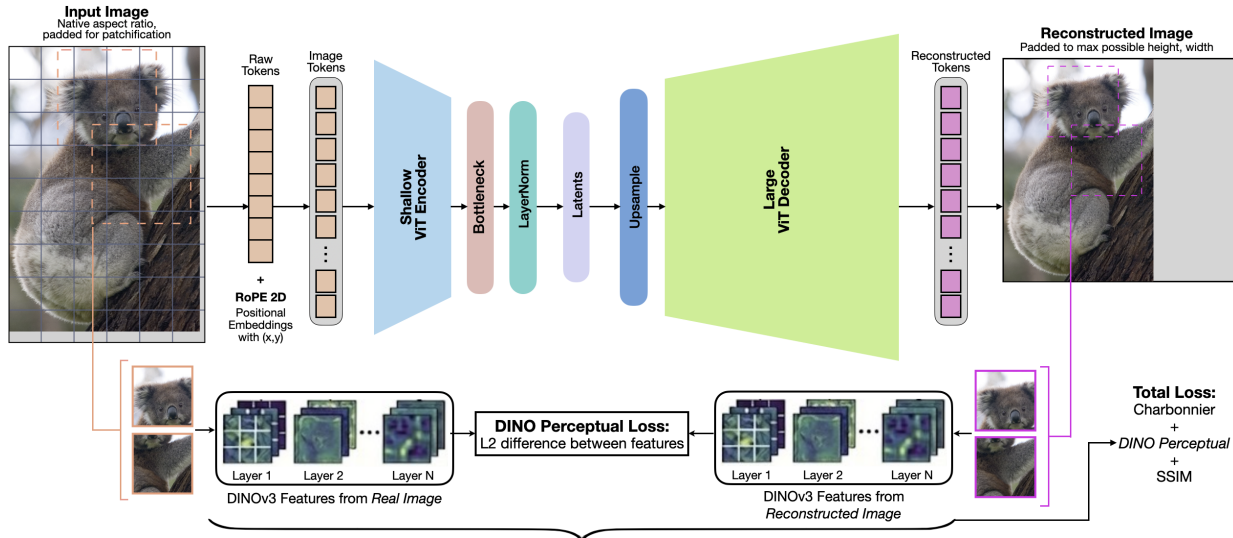 Input Image
Native aspect ratio,
padded for patchification
Raw
Tokens
+
RoPE 2D
Positional
Embeddings
with (x,y)
Image
Tokens
...
Shallow
ViT Encoder
Bottleneck
LayerNorm
Latents
Upsample
Large
ViT Decoder
Reconstructed
Tokens
...
Reconstructed Image
Padded to max possible height, width
Layer 1
Layer 2
...
Layer N
DINOv3 Features from Real Image
DINO Perceptual Loss:
L2 difference between features
Layer 1
Layer 2
...
Layer N
DINOv3 Features from
Reconstructed Image
Total Loss:
Charbonnier
+
DINO Perceptual
+
SSIM